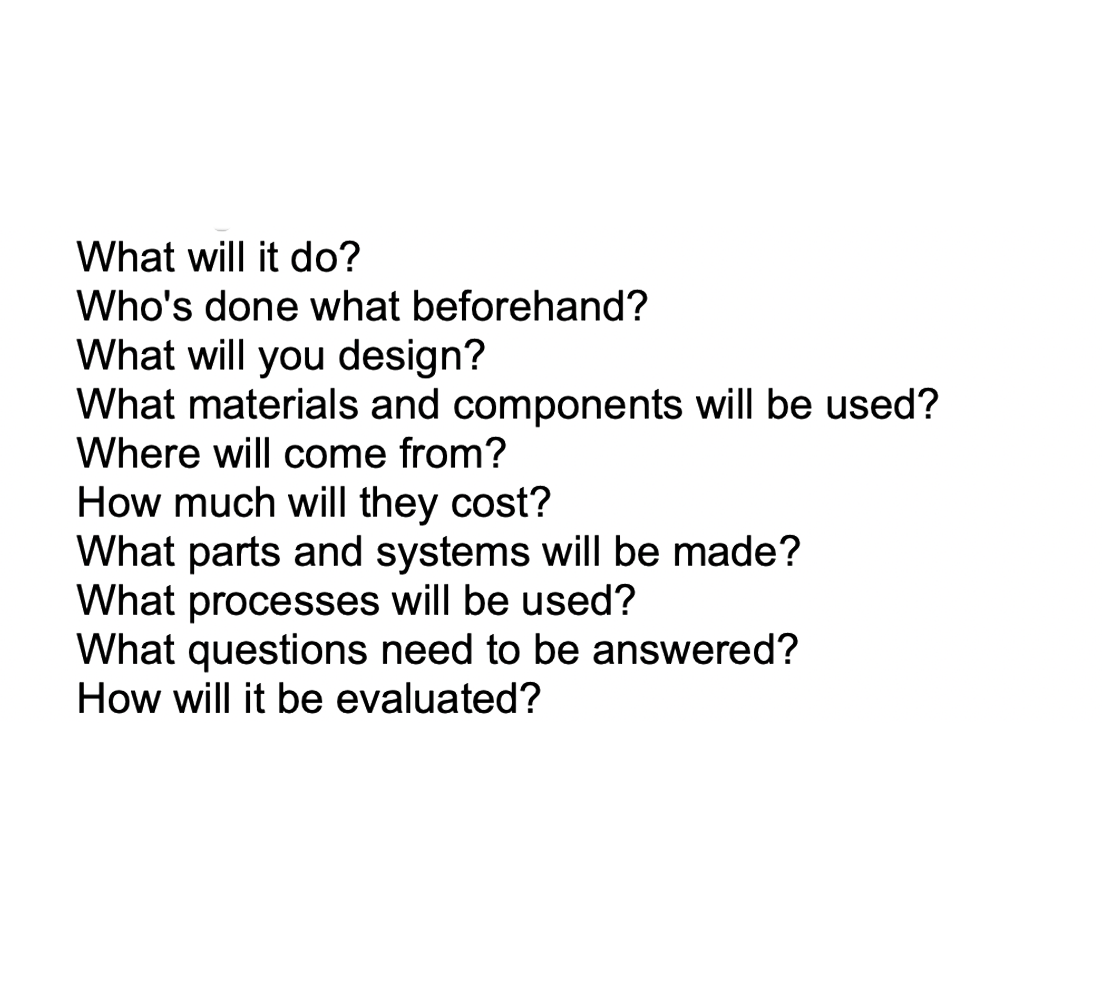 What will it do?
Who's done what beforehand?
What will you design?
What materials and components will be used?
Where will come from?
How much will they cost?
What parts and systems will be made?
What processes will be used?
What questions need to be answered?
How will it be evaluated?